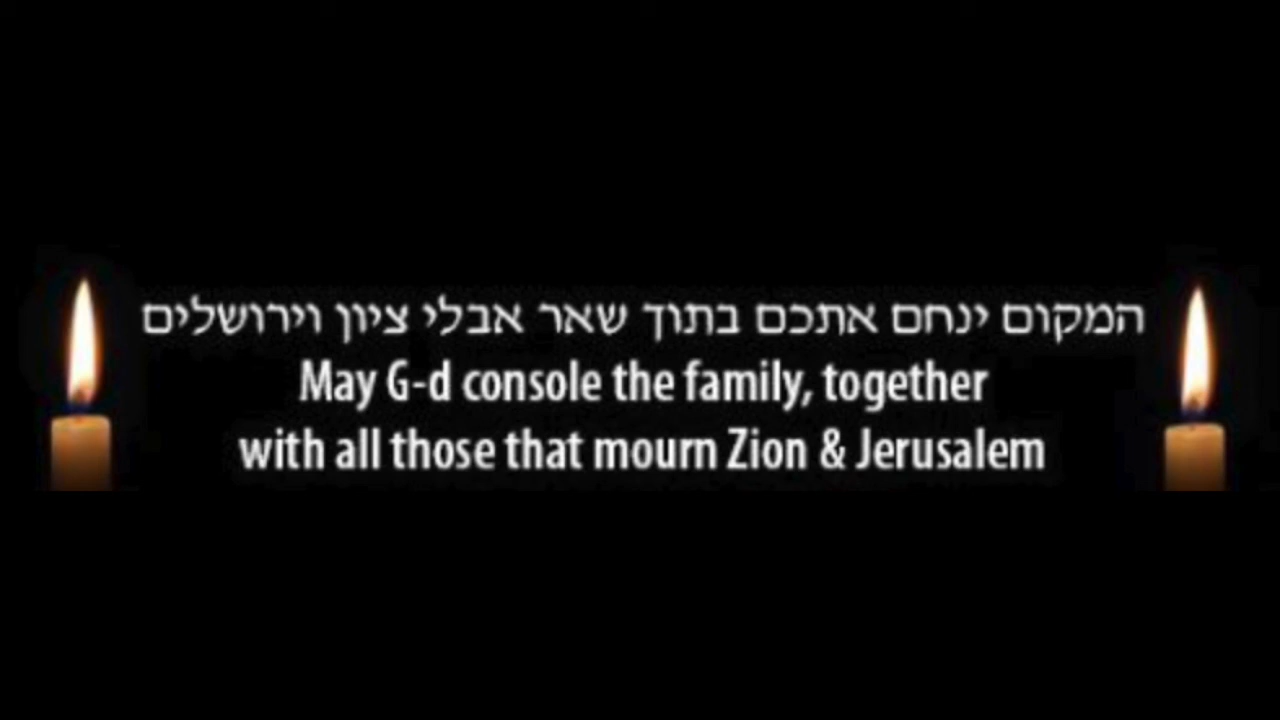 המקום ינחם אתכם בתוך שאר אבלי ציון וירושלים
May G-d console the family, together
with all those that mourn Zion & Jerusalem